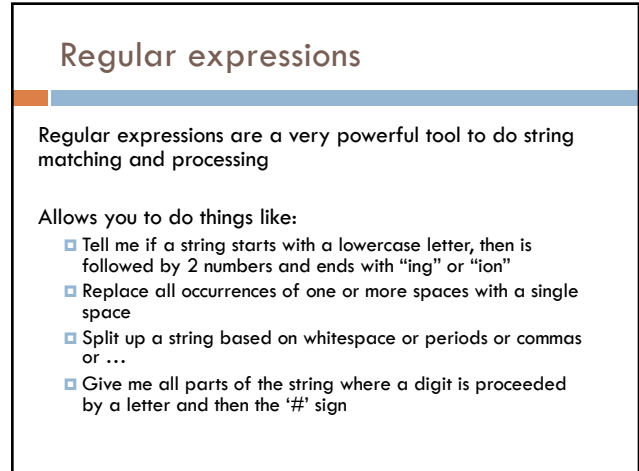 Regular expressions
Regular expressions are a very powerful tool to do string
matching and processing
Allows you to do things like:
Tell me if a string starts with a lowercase letter, then is
followed by 2 numbers and ends with “ing” or “ion”
Replace all occurrences of one or more spaces with a single
space
Split up a string based on whitespace or periods or commas
or …
Give me all parts of the string where a digit is proceeded
by a letter and then the ‘#’ sign